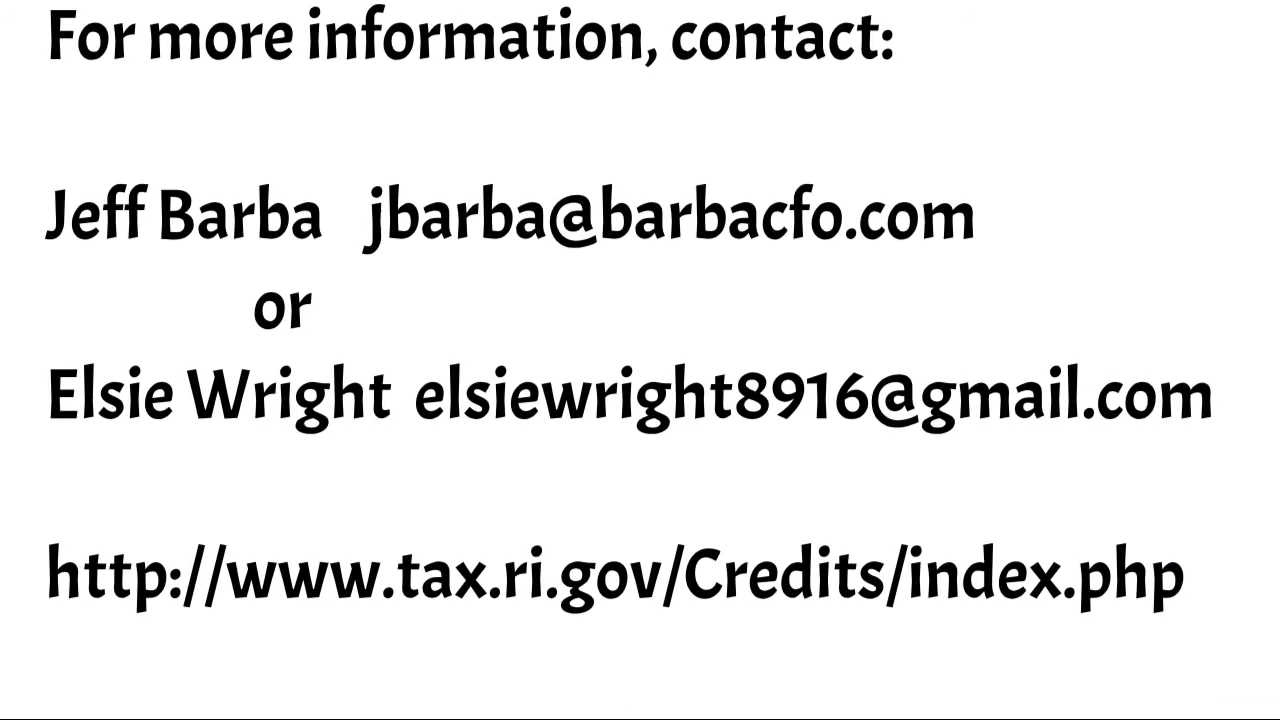 For more information, contact:
Jeff Barba jbarba@barbacfo.com
or
Elsie Wright elsiewright8916@gmail.com
http://www.tax.ri.gov/Credits/index.php